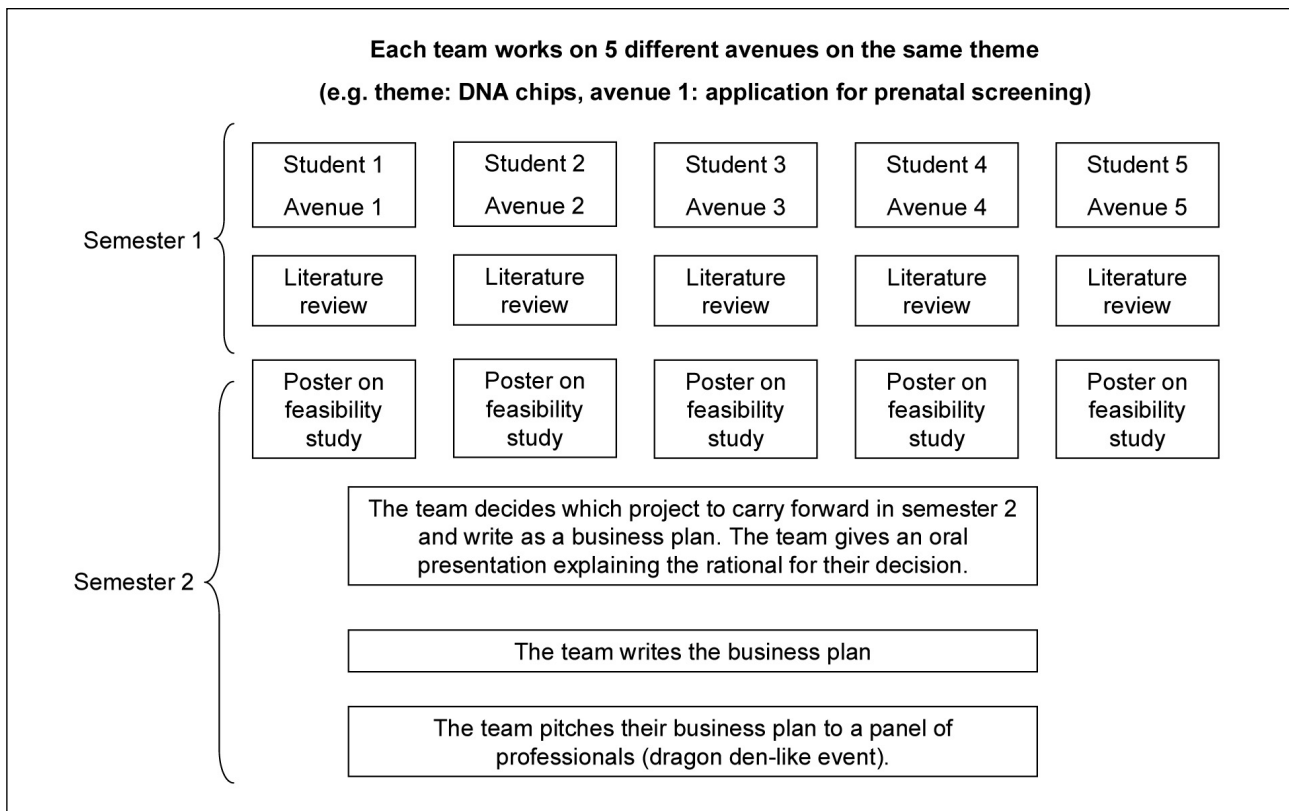 Each team works on 5 different avenues on the same theme
(e.g. theme: DNA chips, avenue 1: application for prenatal screening)
Semester 1
Student 1
Avenue 1
Student 2
Avenue 2
Student 3
Avenue 3
Student 4
Avenue 4
Student 5
Avenue 5
Literature
review
Literature
review
Literature
review
Literature
review
Literature
review
Semester 2
Poster on
feasibility
study
Poster on
feasibility
study
Poster on
feasibility
study
Poster on
feasibility
study
Poster on
feasibility
study
The team decides which project to carry forward in semester 2
and write as a business plan. The team gives an oral
presentation explaining the rational for their decision.
The team writes the business plan
The team pitches their business plan to a panel of
professionals (dragon den-like event).